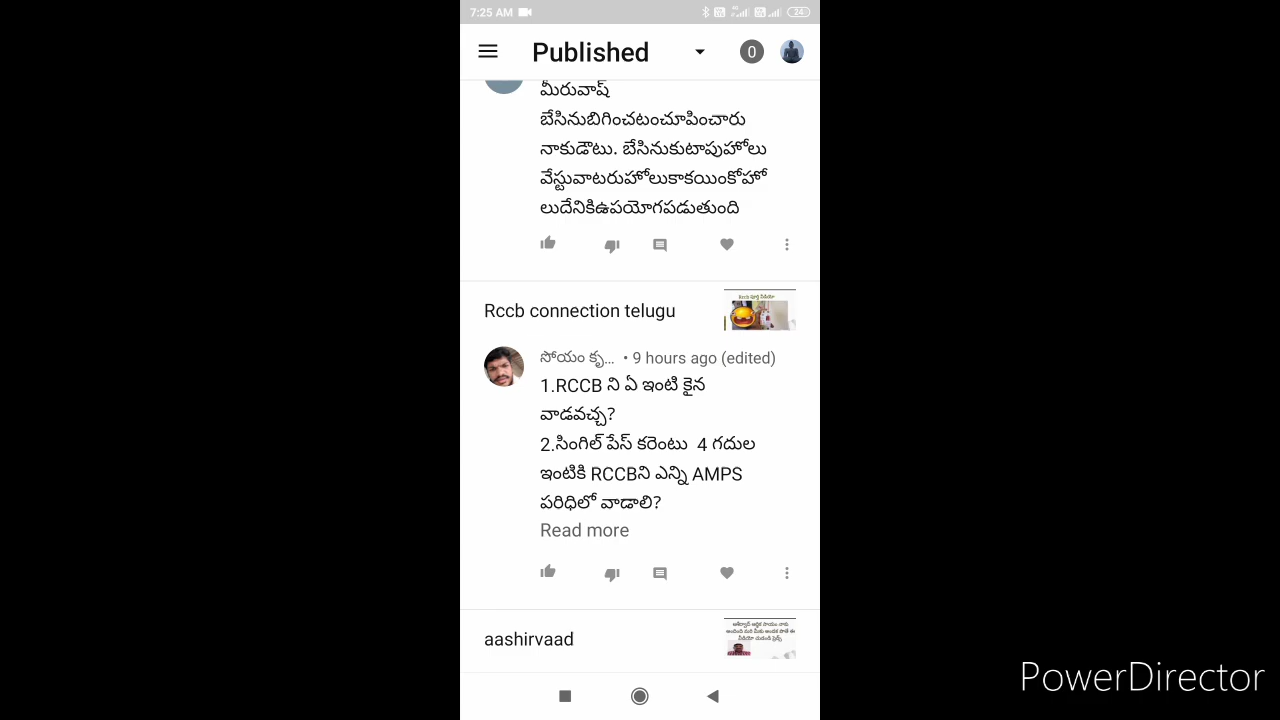 7:25 AM
24
Published
0
మీరువాష్
బేసినుబిగించటంచూపించారు
నాకుడౌటు. బేసినుకుటాపుహోలు
వేస్టువాటరుహోలుకాకయింకోహో
లుదేనికిఉపయోగపడుతుంది
Rccb connection telugu
సోయం కృ... • 9 hours ago (edited)
1.RCCB ని ఏ ఇంటి కైన
వాడవచ్చ?
2.సింగిల్ పేస్ కరెంటు 4 గదుల
ఇంటికి RCCBని ఎన్ని AMPS
పరిధిలో వాడాలి?
Read more
aashirvaad
PowerDirector